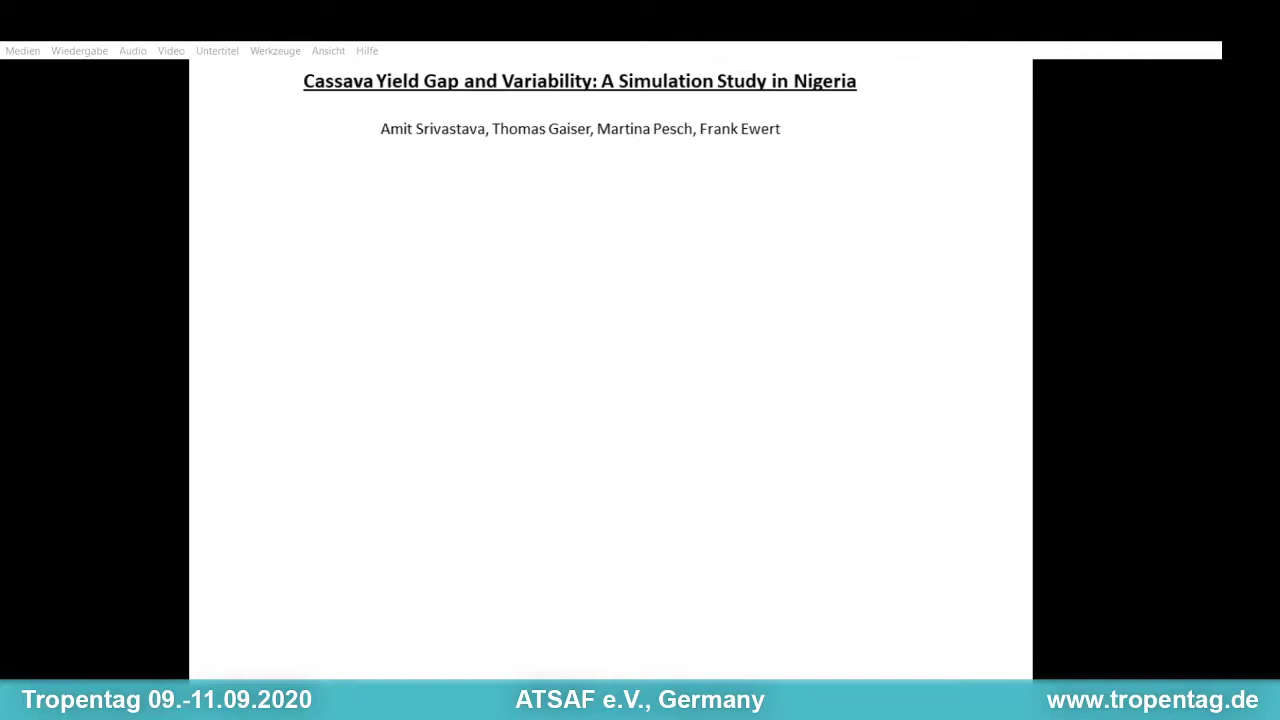 Medien Wiedergabe Audio Video Untertitel Werkzeuge Ansicht Hilfe
Cassava Yield Gap and Variability: A Simulation Study in Nigeria
Amit Srivastava, Thomas Gaiser, Martina Pesch, Frank Ewert
Tropentag 09.-11.09.2020 ATSAF e.V., Germany www.tropentag.de